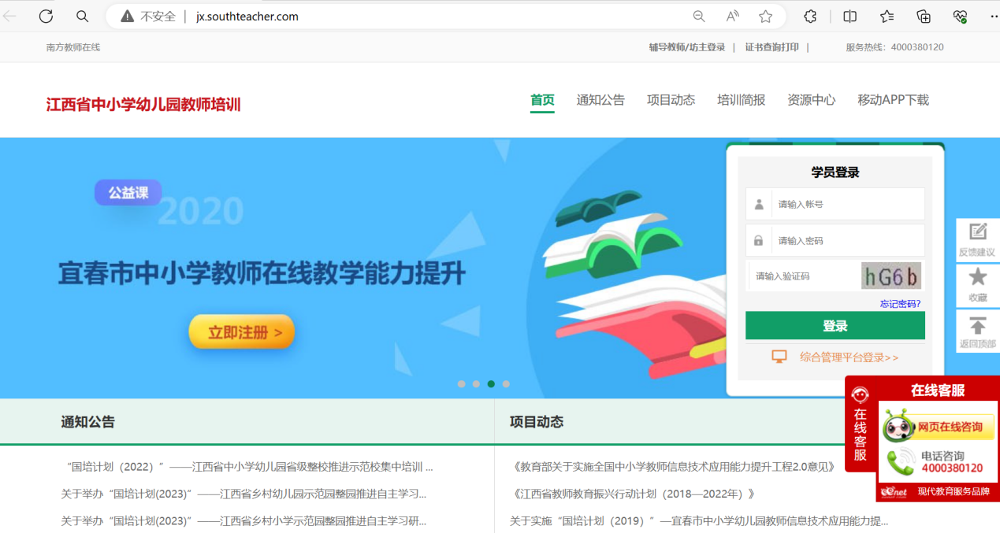 不安全 | jx.southteacher.com
南方教师在线
辅导教师/坊主登录 | 证书查询打印 | 服务热线：4000380120
江西省中小学幼儿园教师培训
首页 通知公告 项目动态 培训简报 资源中心 移动APP下载
公益课
2020
宜春市中小学教师在线教学能力提升
立即注册 >
学员登录
请输入帐号
请输入密码
请输入验证码 hG6b
忘记密码?
登录
综合管理平台登录>>
反馈建议
收藏
返回顶部
在线客服
在线客服
网页在线咨询
电话咨询
4000380120
现代教育服务品牌
通知公告
“国培计划（2022）”——江西省中小学幼儿园省级整校推进示范校集中培训 ...
关于举办“国培计划(2023)”——江西省乡村幼儿园示范园整园推进自主学习...
关于举办“国培计划(2023)”——江西省乡村小学示范园整园推进自主学习研...
项目动态
《教育部关于实施全国中小学教师信息技术应用能力提升工程2.0意见》
《江西省教师教育振兴行动计划（2018—2022年）》
关于实施“国培计划（2019）”—宜春市中小学幼儿园教师信息技术应用能力提...